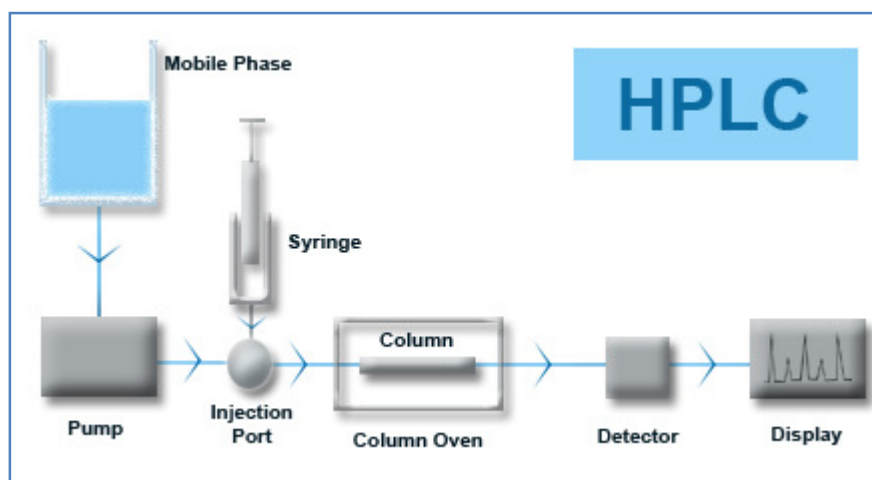 Mobile Phase
HPLC
Syringe
Column
Pump
Injection
Port
Column Oven
Detector
Display